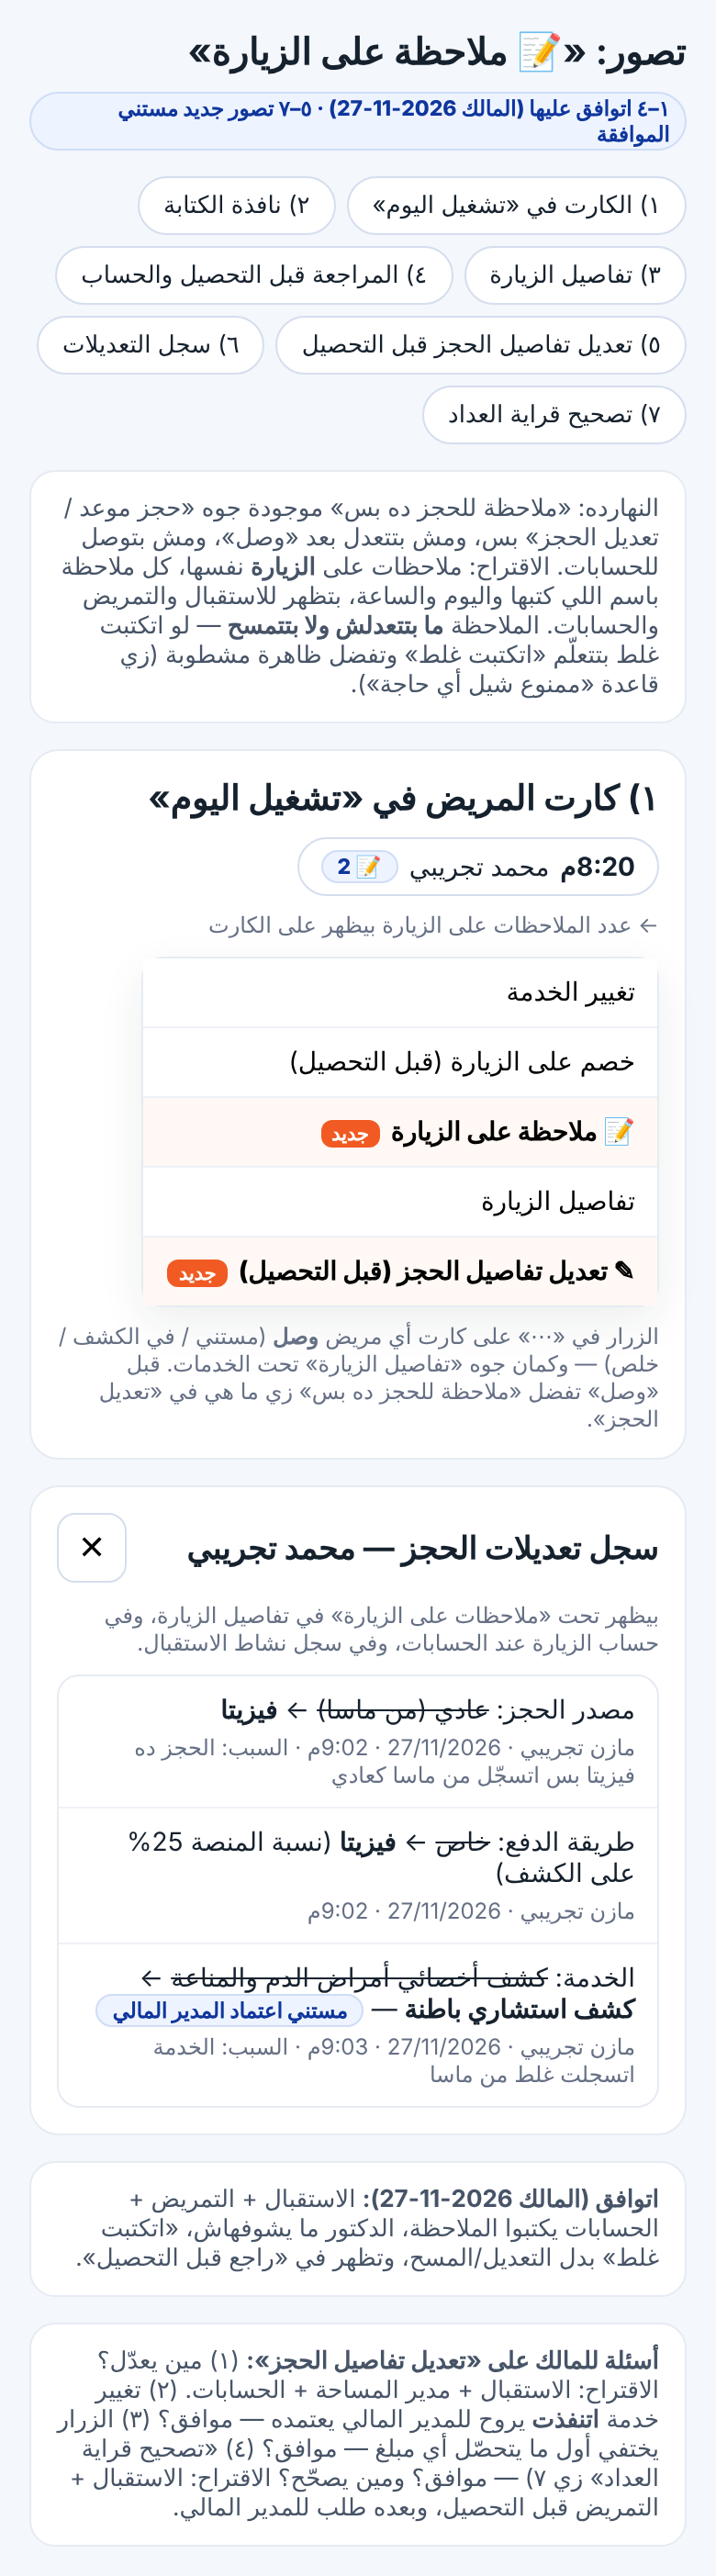 تصور: «📝 ملاحظة على الزيارة»
١–٤ اتوافق عليها (المالك 2026-11-27) · ٥–٧ تصور جديد مستني
الموافقة
١) الكارت في «تشغيل اليوم»
٢) نافذة الكتابة
٣) تفاصيل الزيارة
٤) المراجعة قبل التحصيل والحساب
٥) تعديل تفاصيل الحجز قبل التحصيل
٦) سجل التعديلات
٧) تصحيح قراية العداد
النهارده: «ملاحظة للحجز ده بس» موجودة جوه «حجز موعد /
تعديل الحجز» بس، ومش بتتعدل بعد «وصل»، ومش بتوصل
للحسابات. الاقتراح: ملاحظات على الزيارة نفسها، كل ملاحظة
باسم اللي كتبها واليوم والساعة، بتظهر للاستقبال والتمريض
والحسابات. الملاحظة ما بتتعدلش ولا بتتمسح — لو اتكتبت
غلط بتتعلّم «اتكتبت غلط» وتفضل ظاهرة مشطوبة (زي
قاعدة «ممنوع شيل أي حاجة»).
١) كارت المريض في «تشغيل اليوم»
8:20م محمد تجريبي 📝 2
← عدد الملاحظات على الزيارة بيظهر على الكارت
تغيير الخدمة
خصم على الزيارة (قبل التحصيل)
📝 ملاحظة على الزيارة جديد
تفاصيل الزيارة
✎ تعديل تفاصيل الحجز (قبل التحصيل) جديد
الزرار في «⋯» على كارت أي مريض وصل (مستني / في الكشف /
خلص) — وكمان جوه «تفاصيل الزيارة» تحت الخدمات. قبل
«وصل» تفضل «ملاحظة للحجز ده بس» زي ما هي في «تعديل
الحجز».
سجل تعديلات الحجز — محمد تجريبي
✕
بيظهر تحت «ملاحظات على الزيارة» في تفاصيل الزيارة، وفي
حساب الزيارة عند الحسابات، وفي سجل نشاط الاستقبال.
مصدر الحجز: عادي (من ماسا) ← فيزيتا
مازن تجريبي · 27/11/2026 · 9:02م · السبب: الحجز ده
فيزيتا بس اتسجّل من ماسا كعادي
طريقة الدفع: خاص ← فيزيتا (نسبة المنصة 25%
على الكشف)
مازن تجريبي · 27/11/2026 · 9:02م
الخدمة: كشف أخصائي أمراض الدم والمناعة ←
كشف استشاري باطنة — مستني اعتماد المدير المالي
مازن تجريبي · 27/11/2026 · 9:03م · السبب: الخدمة
اتسجلت غلط من ماسا
اتوافق (المالك 2026-11-27): الاستقبال + التمريض +
الحسابات يكتبوا الملاحظة، الدكتور ما يشوفهاش، «اتكتبت
غلط» بدل التعديل/المسح، وتظهر في «راجع قبل التحصيل».
أسئلة للمالك على «تعديل تفاصيل الحجز»: (١) مين يعدّل؟
الاقتراح: الاستقبال + مدير المساحة + الحسابات. (٢) تغيير
خدمة اتنفذت يروح للمدير المالي يعتمده — موافق؟ (٣) الزرار
يختفي أول ما يتحصّل أي مبلغ — موافق؟ (٤) «تصحيح قراية
العداد» زي ٧) — موافق؟ ومين يصحّح؟ الاقتراح: الاستقبال +
التمريض قبل التحصيل، وبعده طلب للمدير المالي.